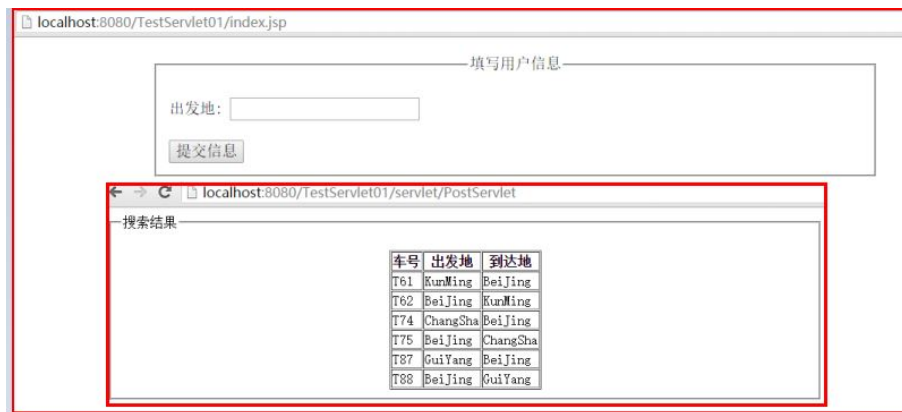 localhost:8080/TestServlet01/index.jsp
填写用户信息
出发地:
提交信息
localhost:8080/TestServlet01/servlet/PostServlet
搜索结果
车号 出发地 到达地
T61 KunMing BeiJing
T62 BeiJing KunMing
T74 ChangSha BeiJing
T75 BeiJing ChangSha
T87 GuiYang BeiJing
T88 BeiJing GuiYang